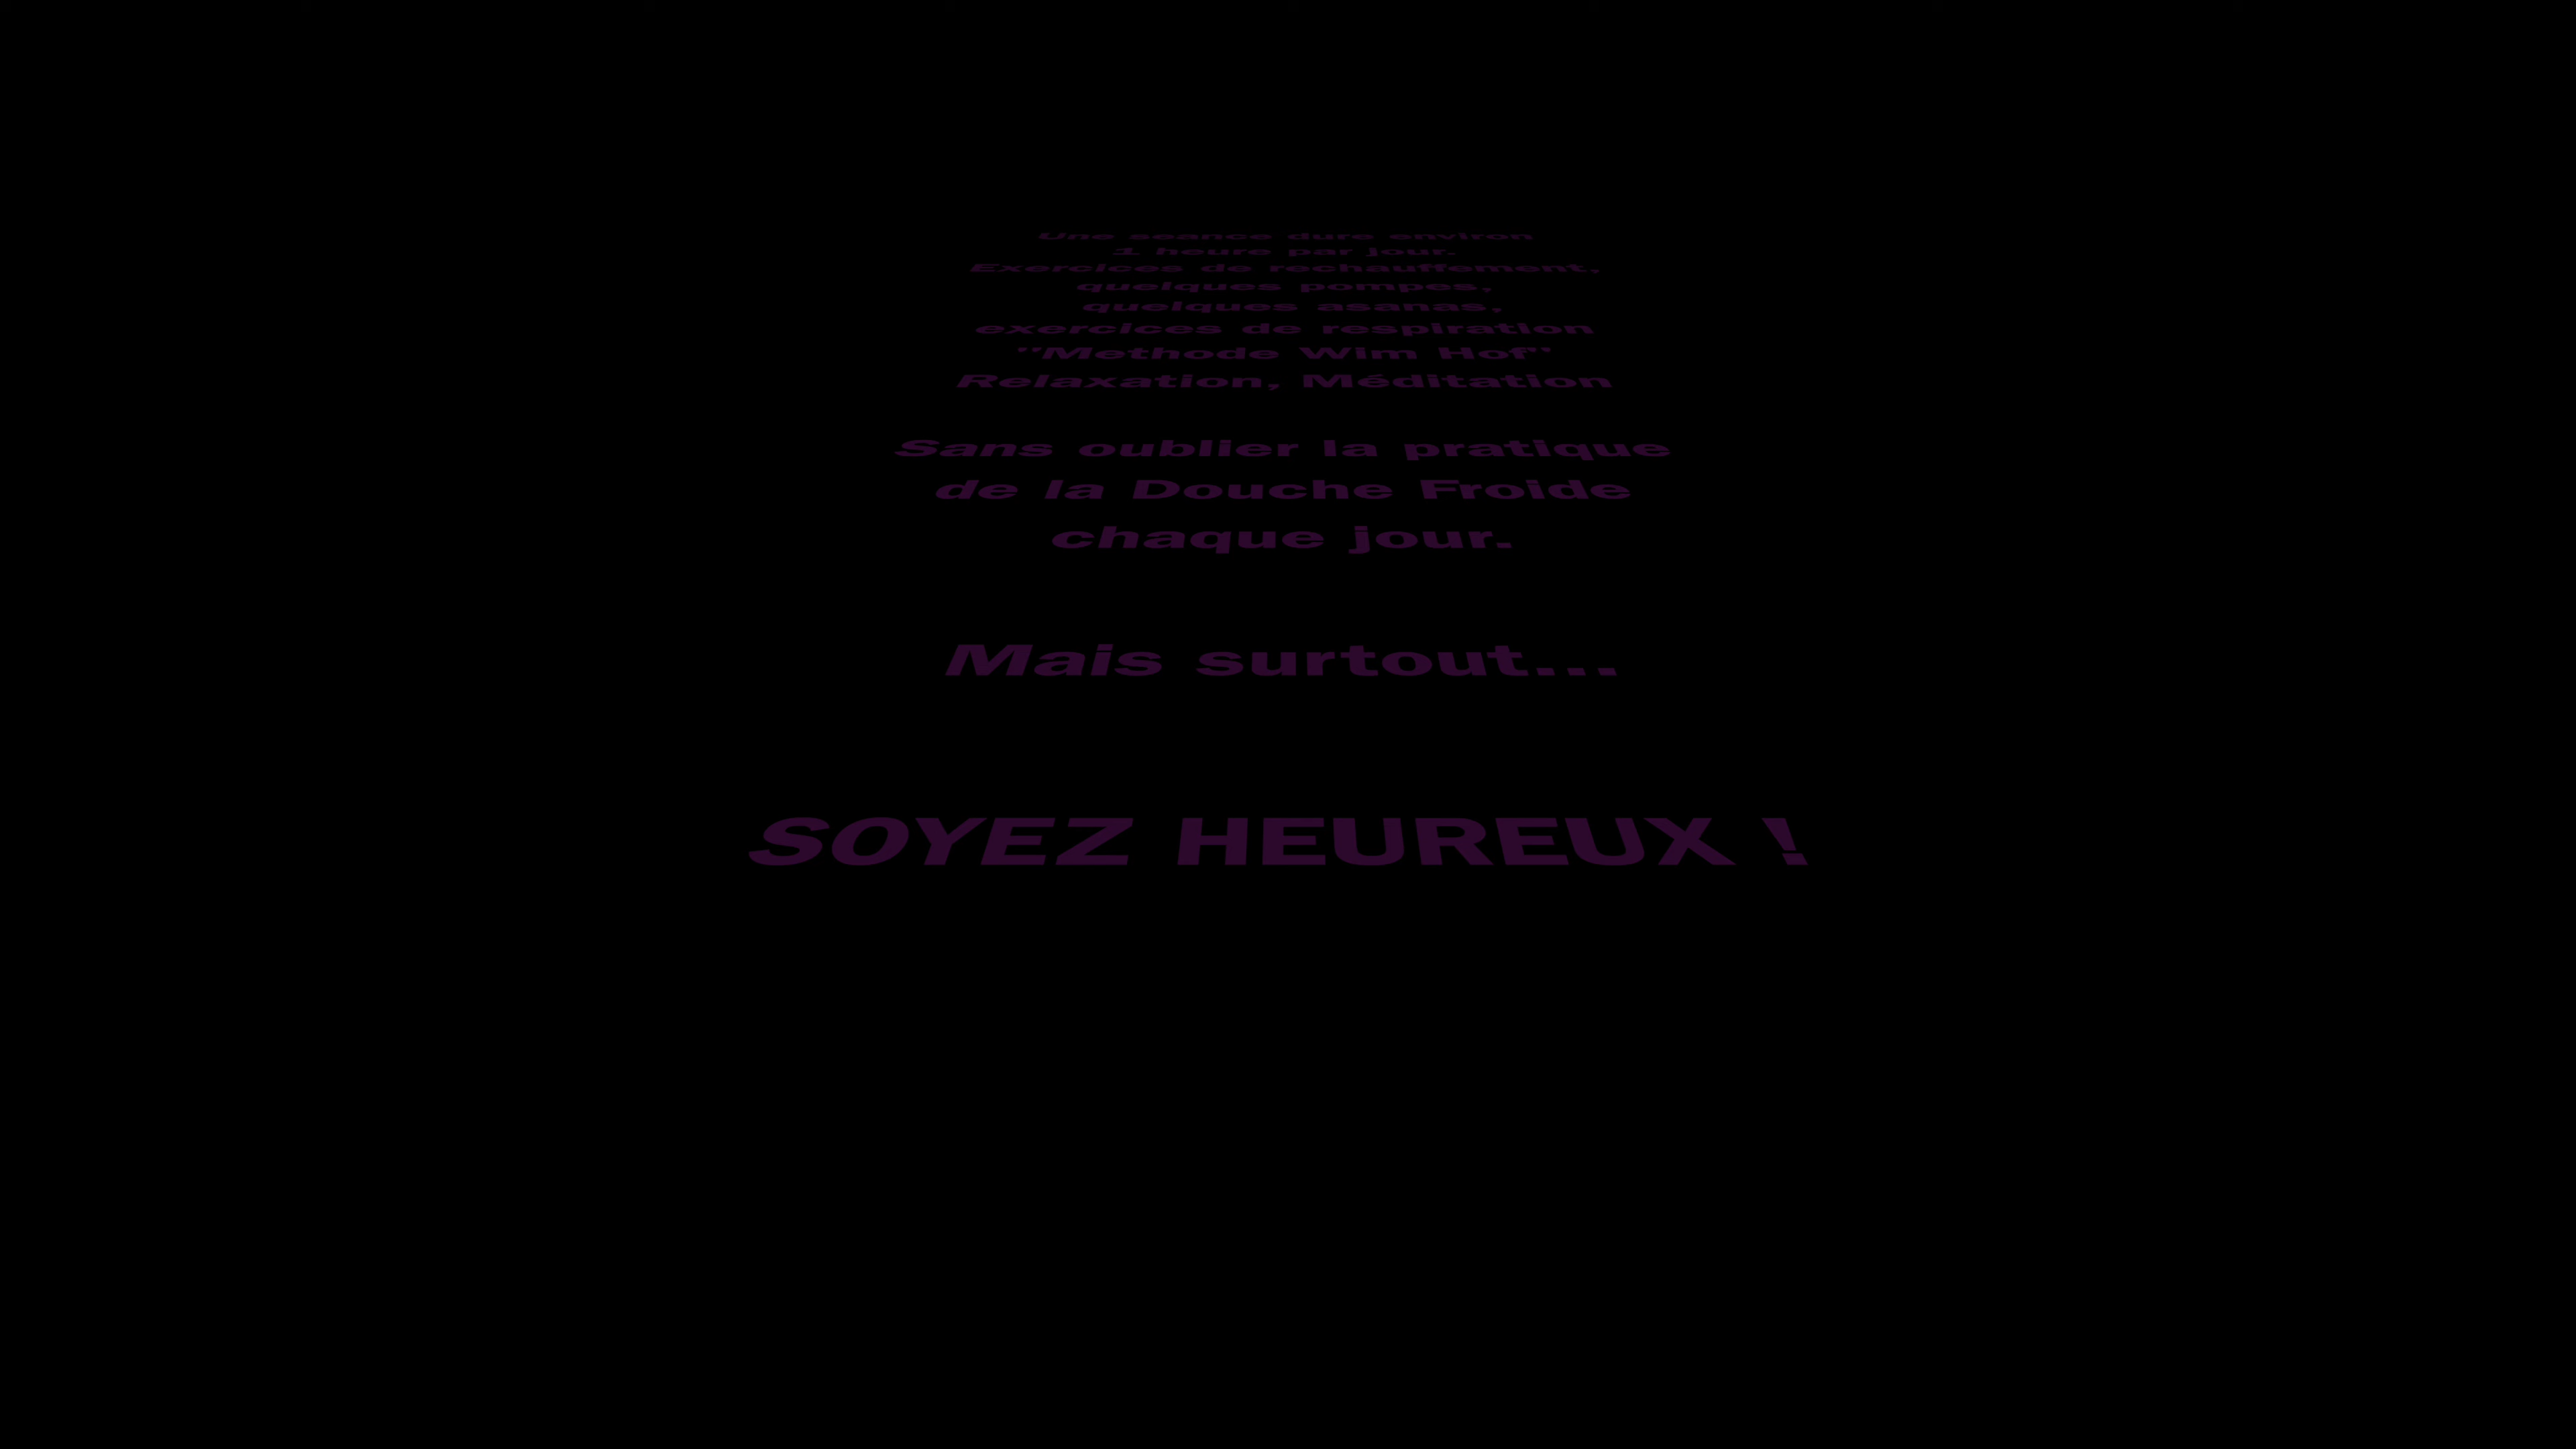 Une seance dure environ
1 heure par jour.
Exercices de rechauffement,
quelques pompes,
quelques asanas,
exercices de respiration
"Methode Wim Hof"
Relaxation, Méditation
Sans oublier la pratique
de la Douche Froide
chaque jour.
Mais surtout...
SOYEZ HEUREUX !